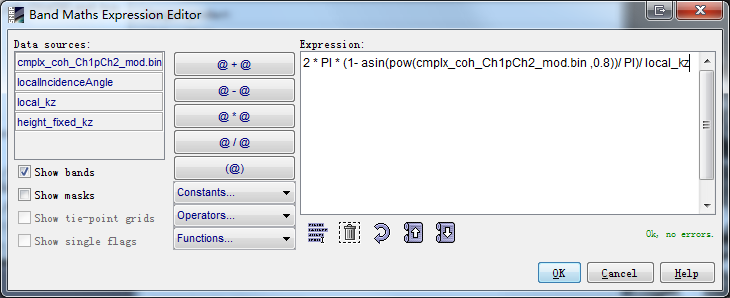 Band Maths Expression Editor
Data sources:
cmplx_coh_Ch1pCh2_mod.bin
localIncidenceAngle
local_kz
height_fixed_kz
Show bands
Show masks
Show tie-point grids
Show single flags
@ + @
@ - @
@ * @
@ / @
(@)
Constants...
Operators...
Functions...
Expression:
2 * PI * (1- asin(pow(cmplx_coh_Ch1pCh2_mod.bin ,0.8))/ PI)/ local_kz
Ok, no errors.
OK
Cancel
Help